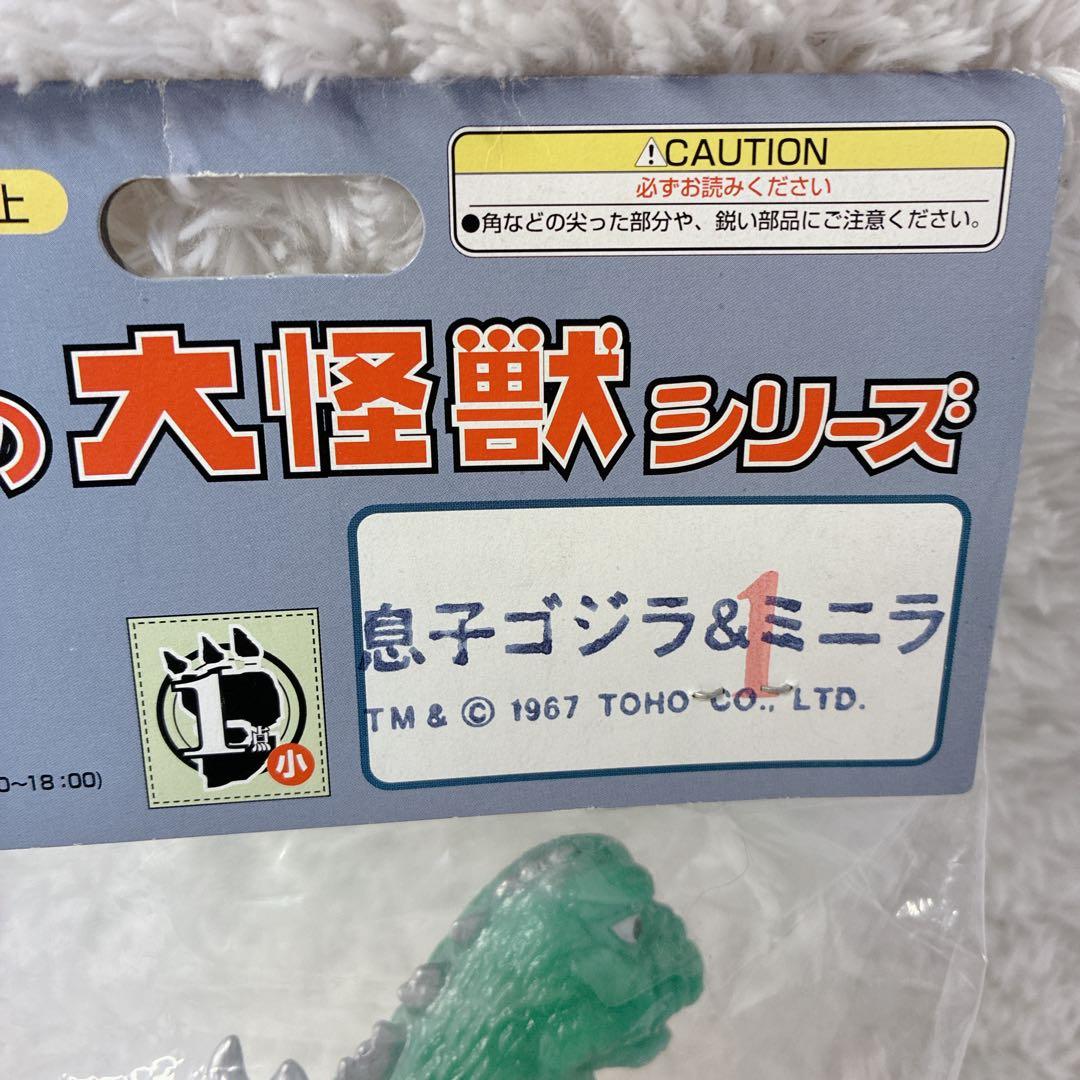 上
⚠CAUTION
必ずお読みください
●角などの尖った部分や、鋭い部品にご注意ください。
の大怪獣シリーズ
息子ゴジラ&ミニラ
1
TM & © 1967 TOHO CO., LTD.
1点
小
0〜18:00)